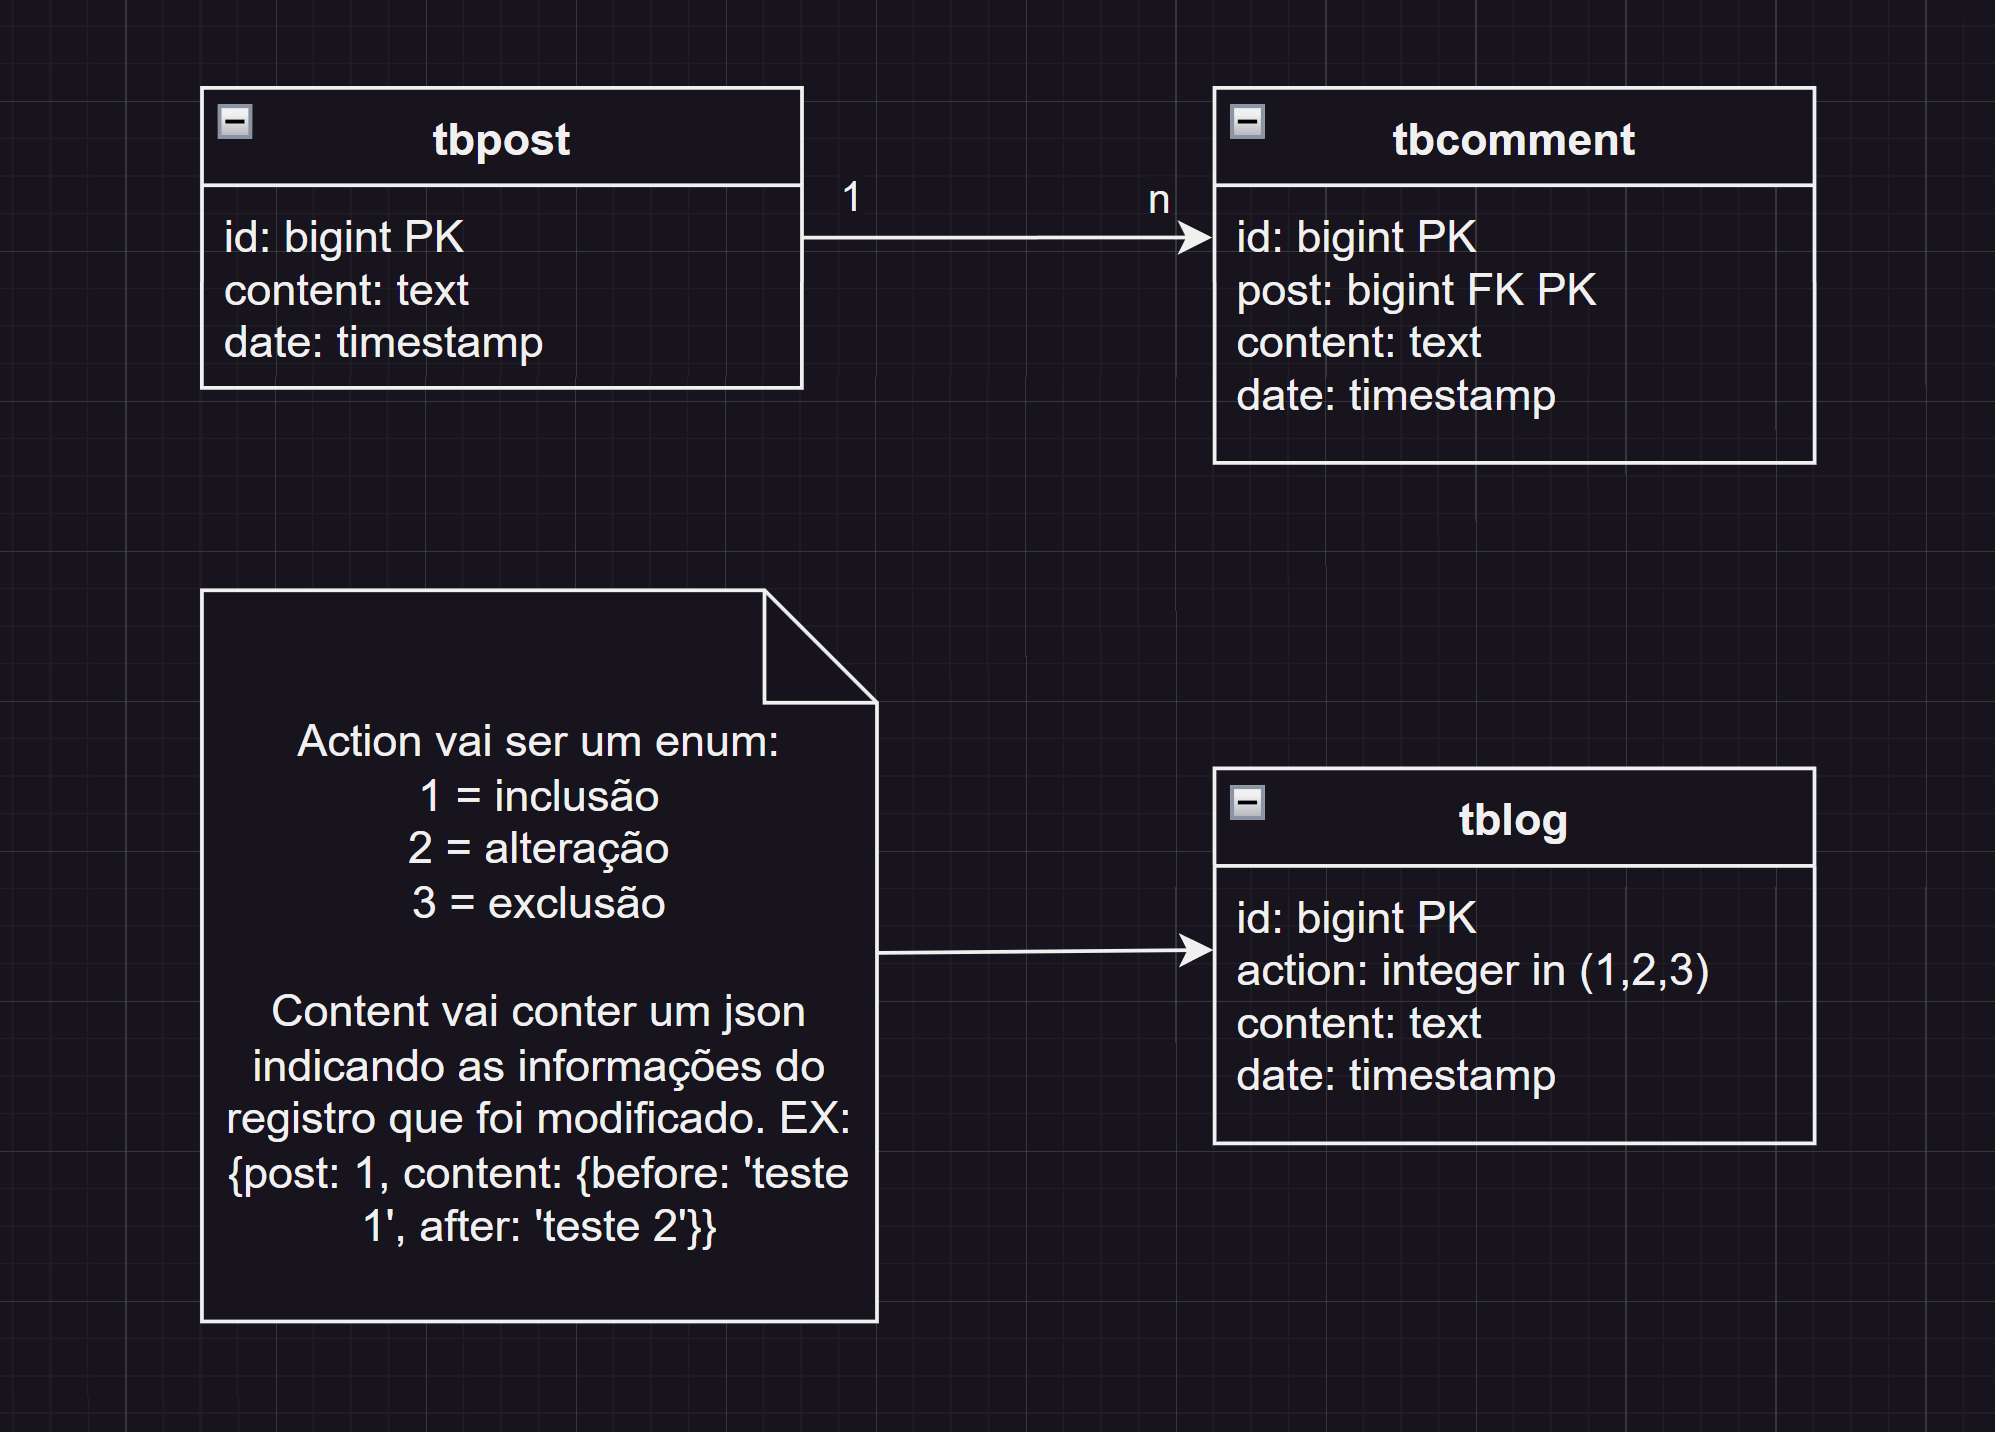 tbpost
id: bigint PK
content: text
date: timestamp
1
n
tbcomment
id: bigint PK
post: bigint FK PK
content: text
date: timestamp
Action vai ser um enum:
1 = inclusão
2 = alteração
3 = exclusão
Content vai conter um json
indicando as informações do
registro que foi modificado. EX:
{post: 1, content: {before: 'teste
1', after: 'teste 2'}}
tblog
id: bigint PK
action: integer in (1,2,3)
content: text
date: timestamp